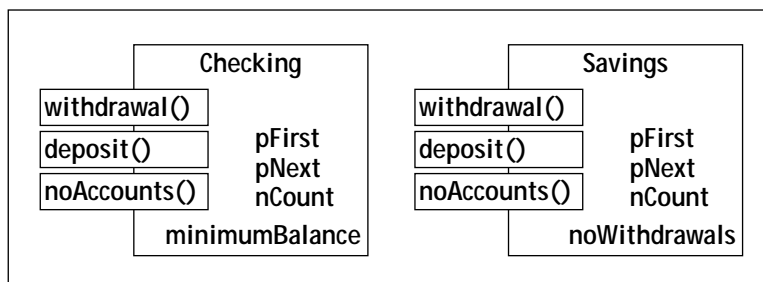 Checking
withdrawal()
deposit()
noAccounts()
pFirst
pNext
nCount
minimumBalance
Savings
withdrawal()
deposit()
noAccounts()
pFirst
pNext
nCount
noWithdrawals